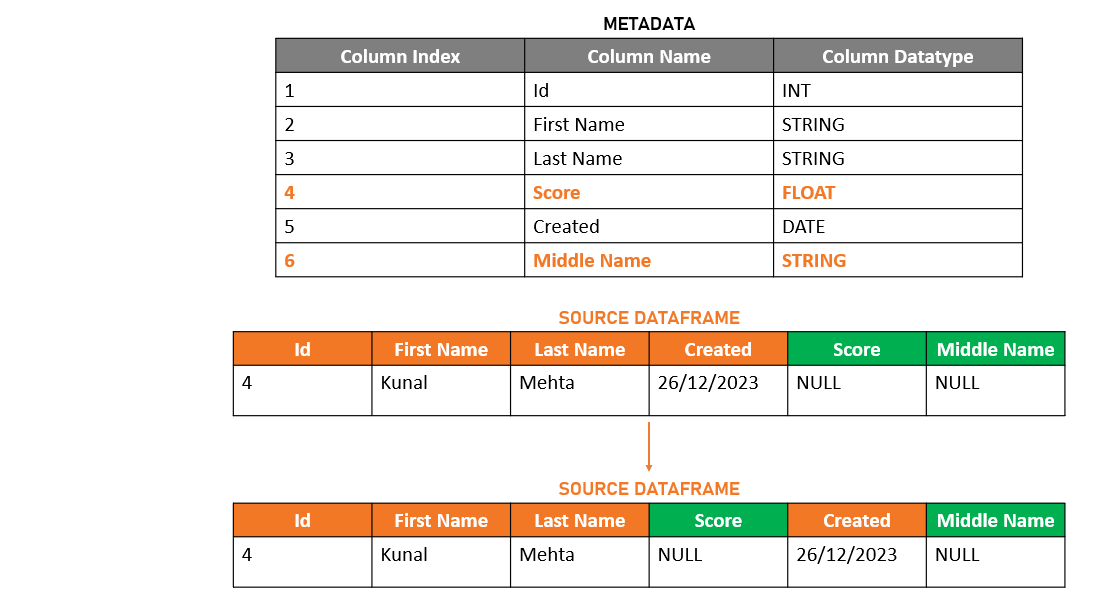 METADATA
Column Index Column Name Column Datatype
1 Id INT
2 First Name STRING
3 Last Name STRING
4 Score FLOAT
5 Created DATE
6 Middle Name STRING
SOURCE DATAFRAME
Id First Name Last Name Created Score Middle Name
4 Kunal Mehta 26/12/2023 NULL NULL
SOURCE DATAFRAME
Id First Name Last Name Score Created Middle Name
4 Kunal Mehta NULL 26/12/2023 NULL